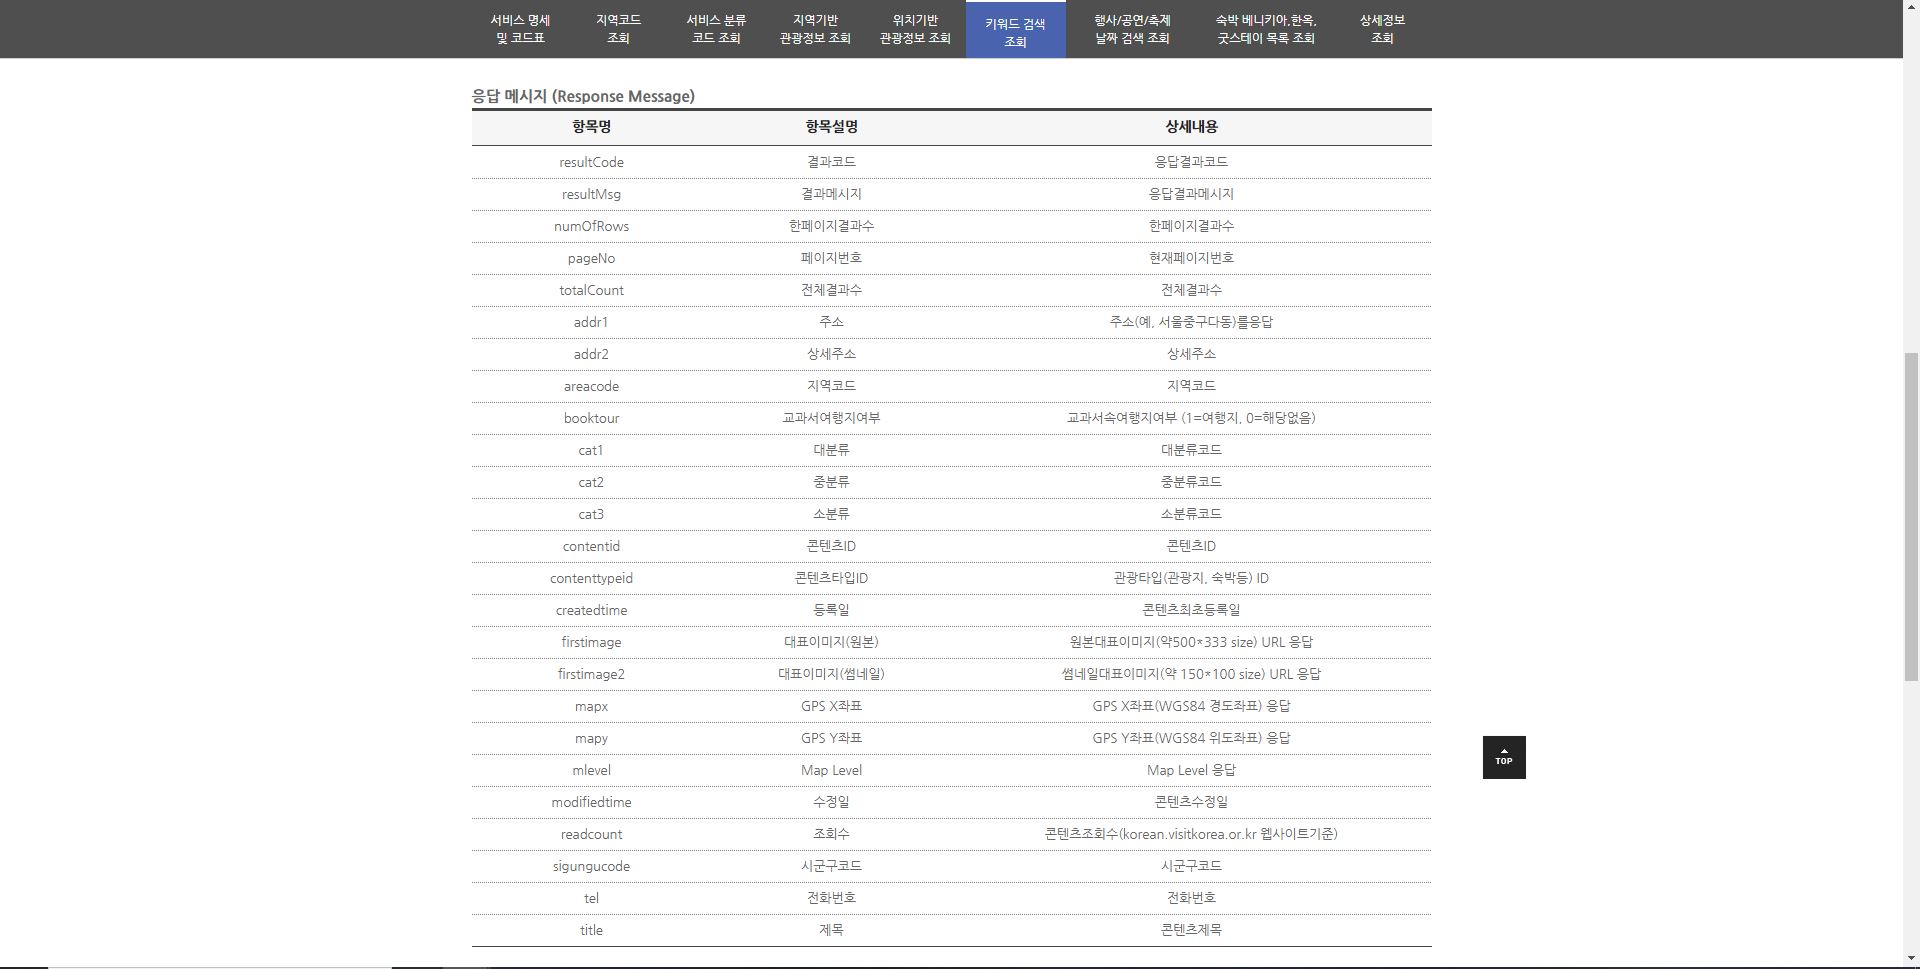 서비스 명세
및 코드표
지역코드
조회
서비스 분류
코드 조회
지역기반
관광정보 조회
위치기반
관광정보 조회
키워드 검색
조회
행사/공연/축제
날짜 검색 조회
숙박 베니키아,한옥,
굿스테이 목록 조회
상세정보
조회
응답 메시지 (Response Message)
항목명 항목설명 상세내용
resultCode 결과코드 응답결과코드
resultMsg 결과메시지 응답결과메시지
numOfRows 한페이지결과수 한페이지결과수
pageNo 페이지번호 현재페이지번호
totalCount 전체결과수 전체결과수
addr1 주소 주소(예, 서울중구다동)를응답
addr2 상세주소 상세주소
areacode 지역코드 지역코드
booktour 교과서여행지여부 교과서속여행지여부 (1=여행지, 0=해당없음)
cat1 대분류 대분류코드
cat2 중분류 중분류코드
cat3 소분류 소분류코드
contentid 콘텐츠ID 콘텐츠ID
contenttypeid 콘텐츠타입ID 관광타입(관광지, 숙박등) ID
createdtime 등록일 콘텐츠최초등록일
firstimage 대표이미지(원본) 원본대표이미지(약500*333 size) URL 응답
firstimage2 대표이미지(썸네일) 썸네일대표이미지(약 150*100 size) URL 응답
mapx GPS X좌표 GPS X좌표(WGS84 경도좌표) 응답
mapy GPS Y좌표 GPS Y좌표(WGS84 위도좌표) 응답
mlevel Map Level Map Level 응답
modifiedtime 수정일 콘텐츠수정일
readcount 조회수 콘텐츠조회수(korean.visitkorea.or.kr 웹사이트기준)
sigungucode 시군구코드 시군구코드
tel 전화번호 전화번호
title 제목 콘텐츠제목
TOP